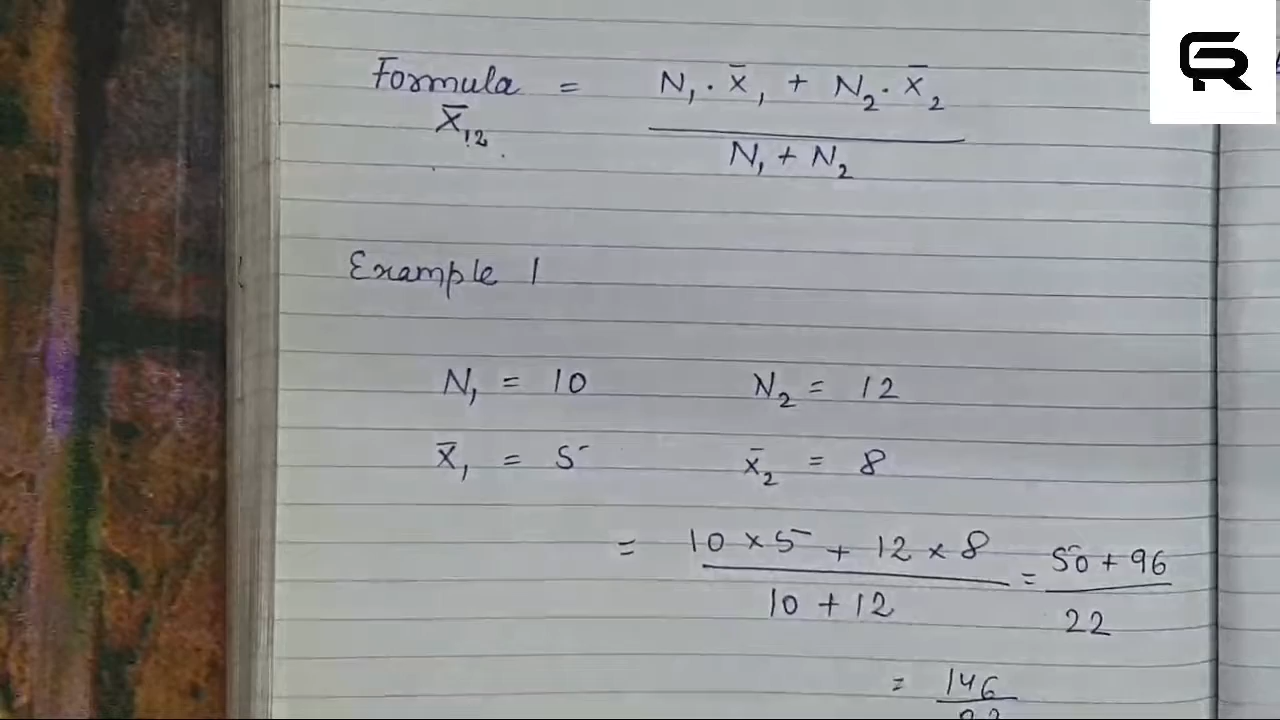 Formula = N₁ · x̄₁ + N₂ · x̄₂
x̄₁₂
N₁ + N₂
Example 1
N₁ = 10 N₂ = 12
x̄₁ = 5 x̄₂ = 8
= 10 × 5 + 12 × 8 = 50 + 96
10 + 12 22
= 146
GR